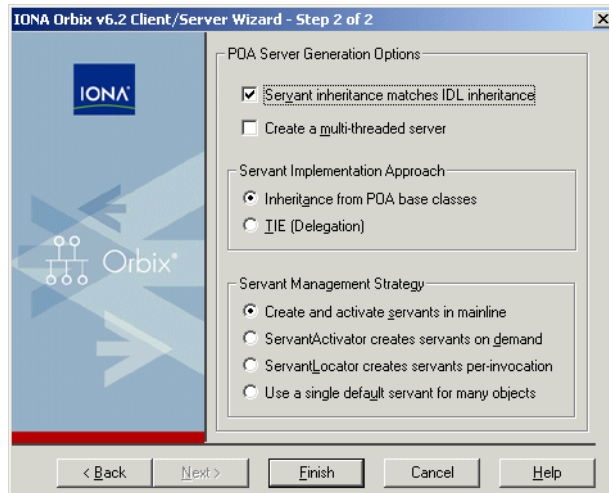 IONA Orbix v6.2 Client/Server Wizard - Step 2 of 2
IONA
Orbix
POA Server Generation Options
Servant inheritance matches IDL inheritance
Create a multi-threaded server
Servant Implementation Approach
Inheritance from POA base classes
TIE (Delegation)
Servant Management Strategy
Create and activate servants in mainline
ServantActivator creates servants on demand
ServantLocator creates servants per-invocation
Use a single default servant for many objects
< Back Next > Finish Cancel Help